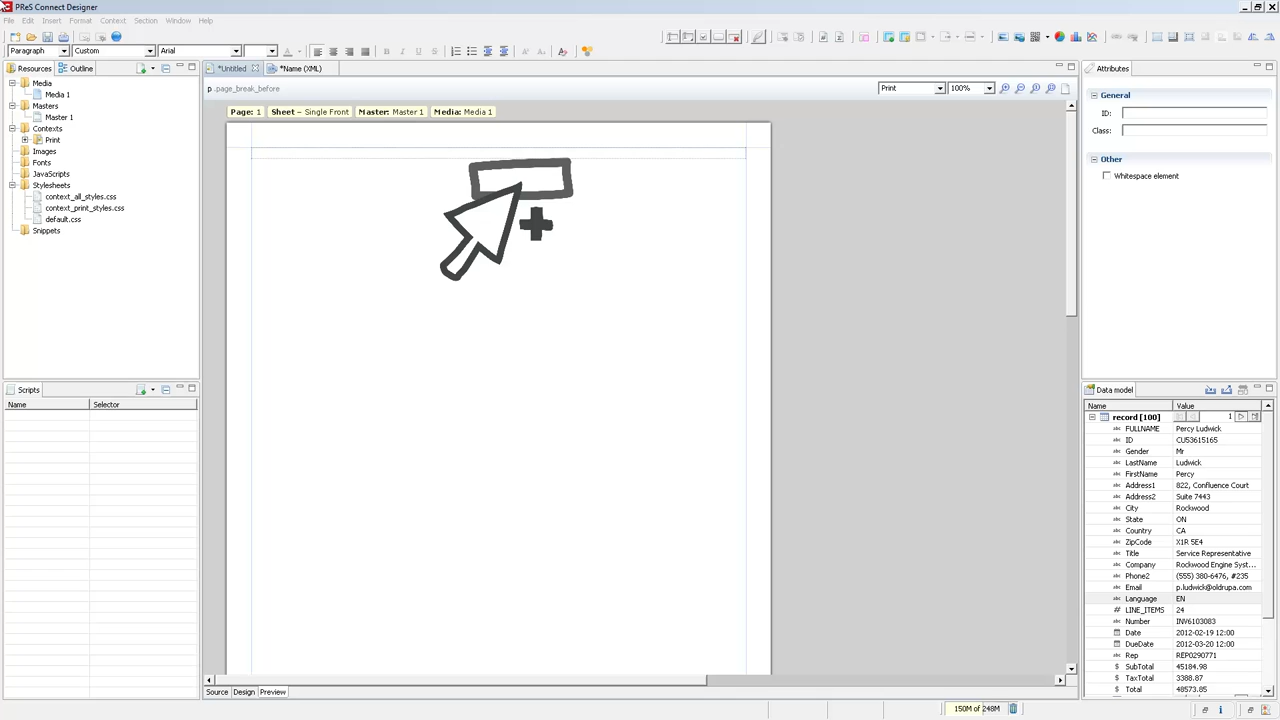 PReS Connect Designer
File Edit Insert Format Context Section Window Help
Paragraph Custom Arial
Resources Outline
Media
Media 1
Masters
Master 1
Contexts
Print
Images
Fonts
JavaScripts
Stylesheets
context_all_styles.css
context_print_styles.css
default.css
Snippets
Scripts
Name Selector
*Untitled *Name (XML)
p .page_break_before
Print 100%
Page: 1 Sheet – Single Front Master: Master 1 Media: Media 1
Source Design Preview
Attributes
General
ID:
Class:
Other
Whitespace element
Data model
Name Value
record [100] 1
FULLNAME Percy Ludwick
ID CU53615165
Gender Mr
LastName Ludwick
FirstName Percy
Address1 822, Confluence Court
Address2 Suite 7443
City Rockwood
State ON
Country CA
ZipCode X1R 5E4
Title Service Representative
Company Rockwood Engine Syst...
Phone2 (555) 380-6476, #235
Email p.ludwick@oldrupa.com
Language EN
LINE_ITEMS 24
Number INV6103083
Date 2012-02-19 12:00
DueDate 2012-03-20 12:00
Rep REP0290771
SubTotal 45184.98
TaxTotal 3388.87
Total 48573.85
150M of 248M